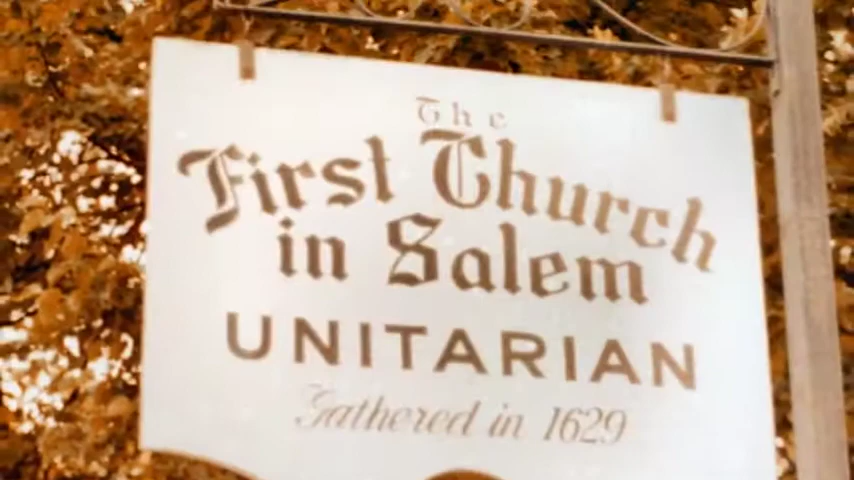 The
First Church
in Salem
UNITARIAN
Gathered in 1629